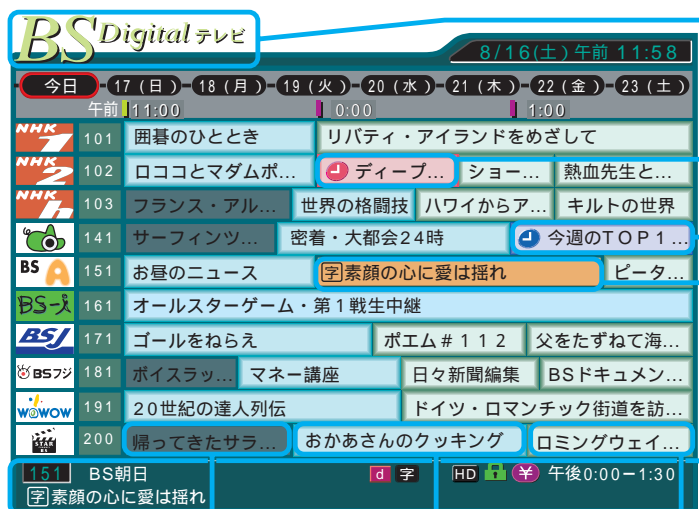 BS Digital テレビ
8/16(土)午前 11:58
今日 17(日) 18(月) 19(火) 20(水) 21(木) 22(金) 23(土)
午前 11:00 0:00 1:00
NHK 1 101 囲碁のひととき リバティ・アイランドをめざして
NHK 2 102 ロココとマダムポ... ディープ... ショー... 熱血先生と...
NHK h 103 フランス・アル... 世界の格闘技 ハワイからア... キルトの世界
141 サーフィンツ... 密着・大都会24時 今週のTOP1...
BS A 151 お昼のニュース 字素顔の心に愛は揺れ ピータ...
BS-i 161 オールスターゲーム・第1戦生中継
BSJ 171 ゴールをねらえ ポエム#112 父をたずねて海...
BSフジ 181 ボイスラッ... マネー講座 日々新聞編集 BSドキュメン...
WOWOW 191 20世紀の達人列伝 ドイツ・ロマンチック街道を訪...
STAR 200 帰ってきたサラ... おかあさんのクッキング ロミングウェイ...
151 BS朝日 d 字 HD ¥ 午後0:00−1:30
字素顔の心に愛は揺れ